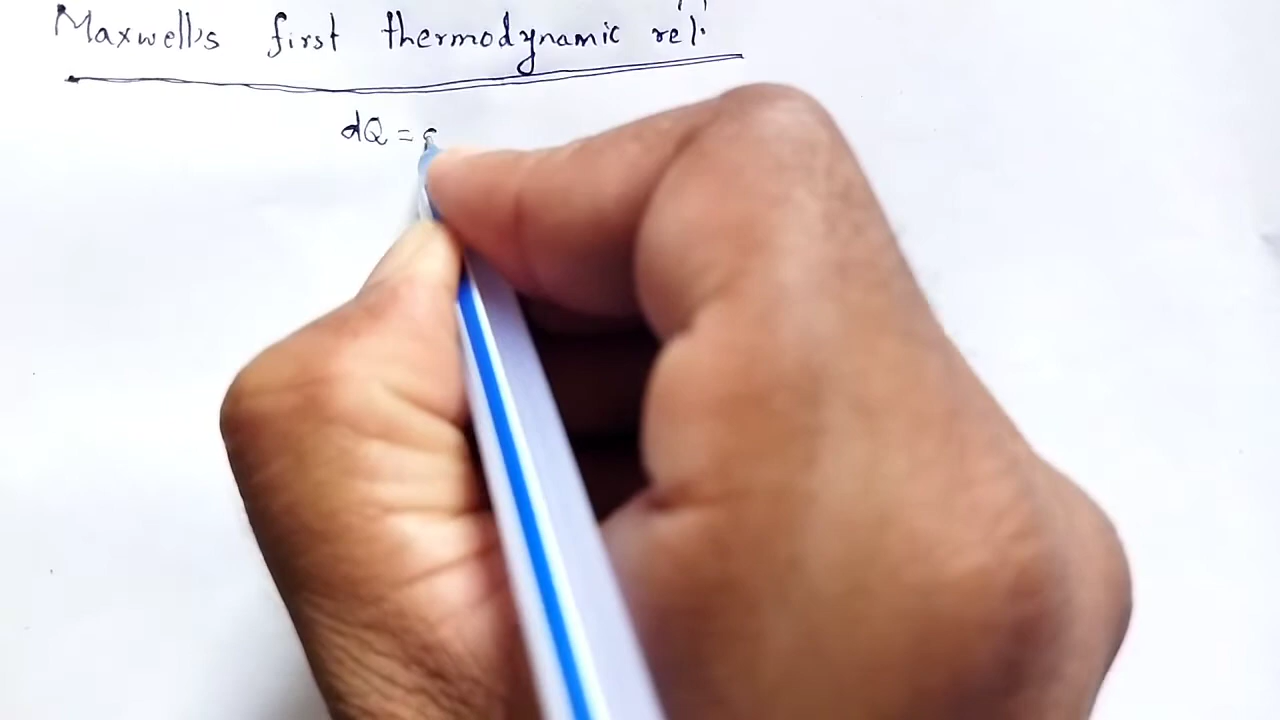 Maxwell's first thermodynamic rel.
dQ =